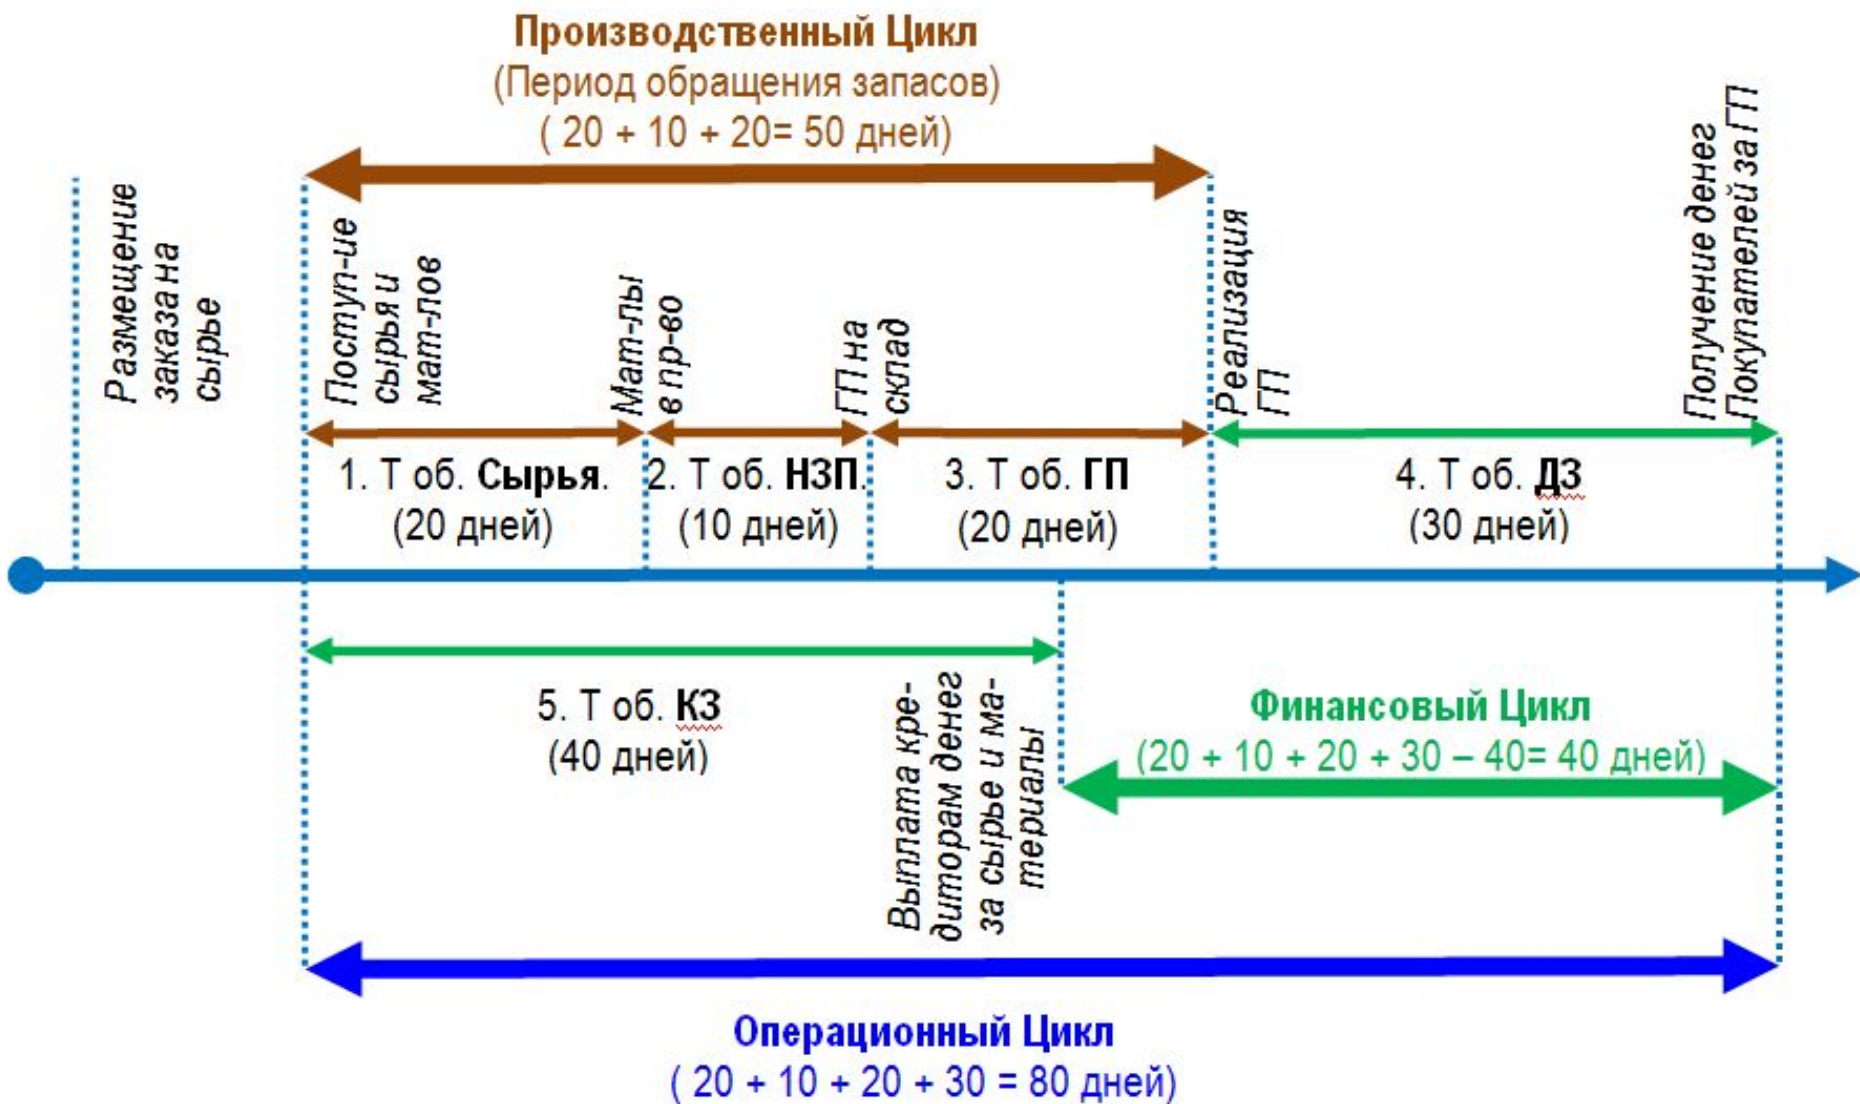 Производственный Цикл
(Период обращения запасов)
( 20 + 10 + 20= 50 дней)
Размещение
заказа на
сырье
Поступ-ие
сырья и
мат-лов
Мат-лы
в пр-во
ГП на
склад
Реализация
ГП
Получение денег
Покупателей за ГП
1. Т об. Сырья.
(20 дней)
2. Т об. НЗП.
(10 дней)
3. Т об. ГП
(20 дней)
4. Т об. ДЗ
(30 дней)
5. Т об. КЗ
(40 дней)
Выплата кре-
диторам денег
за сырье и ма-
териалы
Финансовый Цикл
(20 + 10 + 20 + 30 – 40= 40 дней)
Операционный Цикл
( 20 + 10 + 20 + 30 = 80 дней)